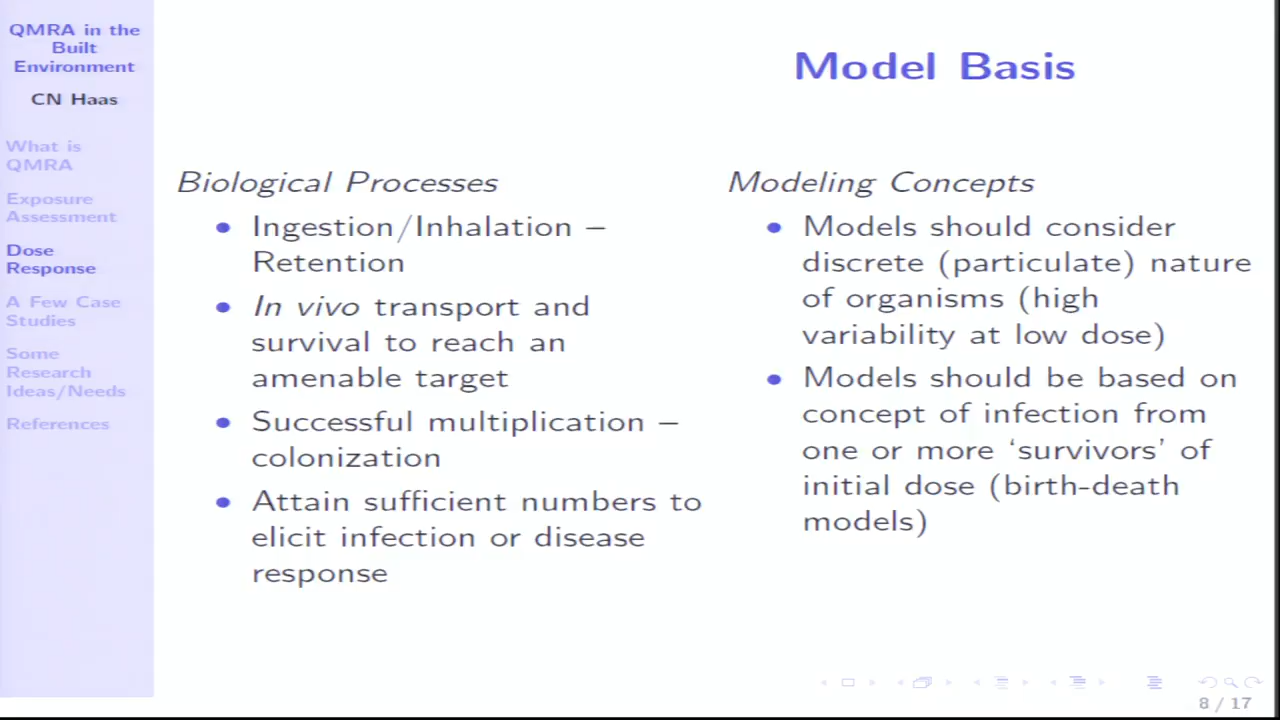 QMRA in the
Built
Environment
CN Haas
What is
QMRA
Exposure
Assessment
Dose
Response
A Few Case
Studies
Some
Research
Ideas/Needs
References
Model Basis
Biological Processes
Ingestion/Inhalation –
Retention
In vivo transport and
survival to reach an
amenable target
Successful multiplication –
colonization
Attain sufficient numbers to
elicit infection or disease
response
Modeling Concepts
Models should consider
discrete (particulate) nature
of organisms (high
variability at low dose)
Models should be based on
concept of infection from
one or more ‘survivors’ of
initial dose (birth-death
models)
8 / 17